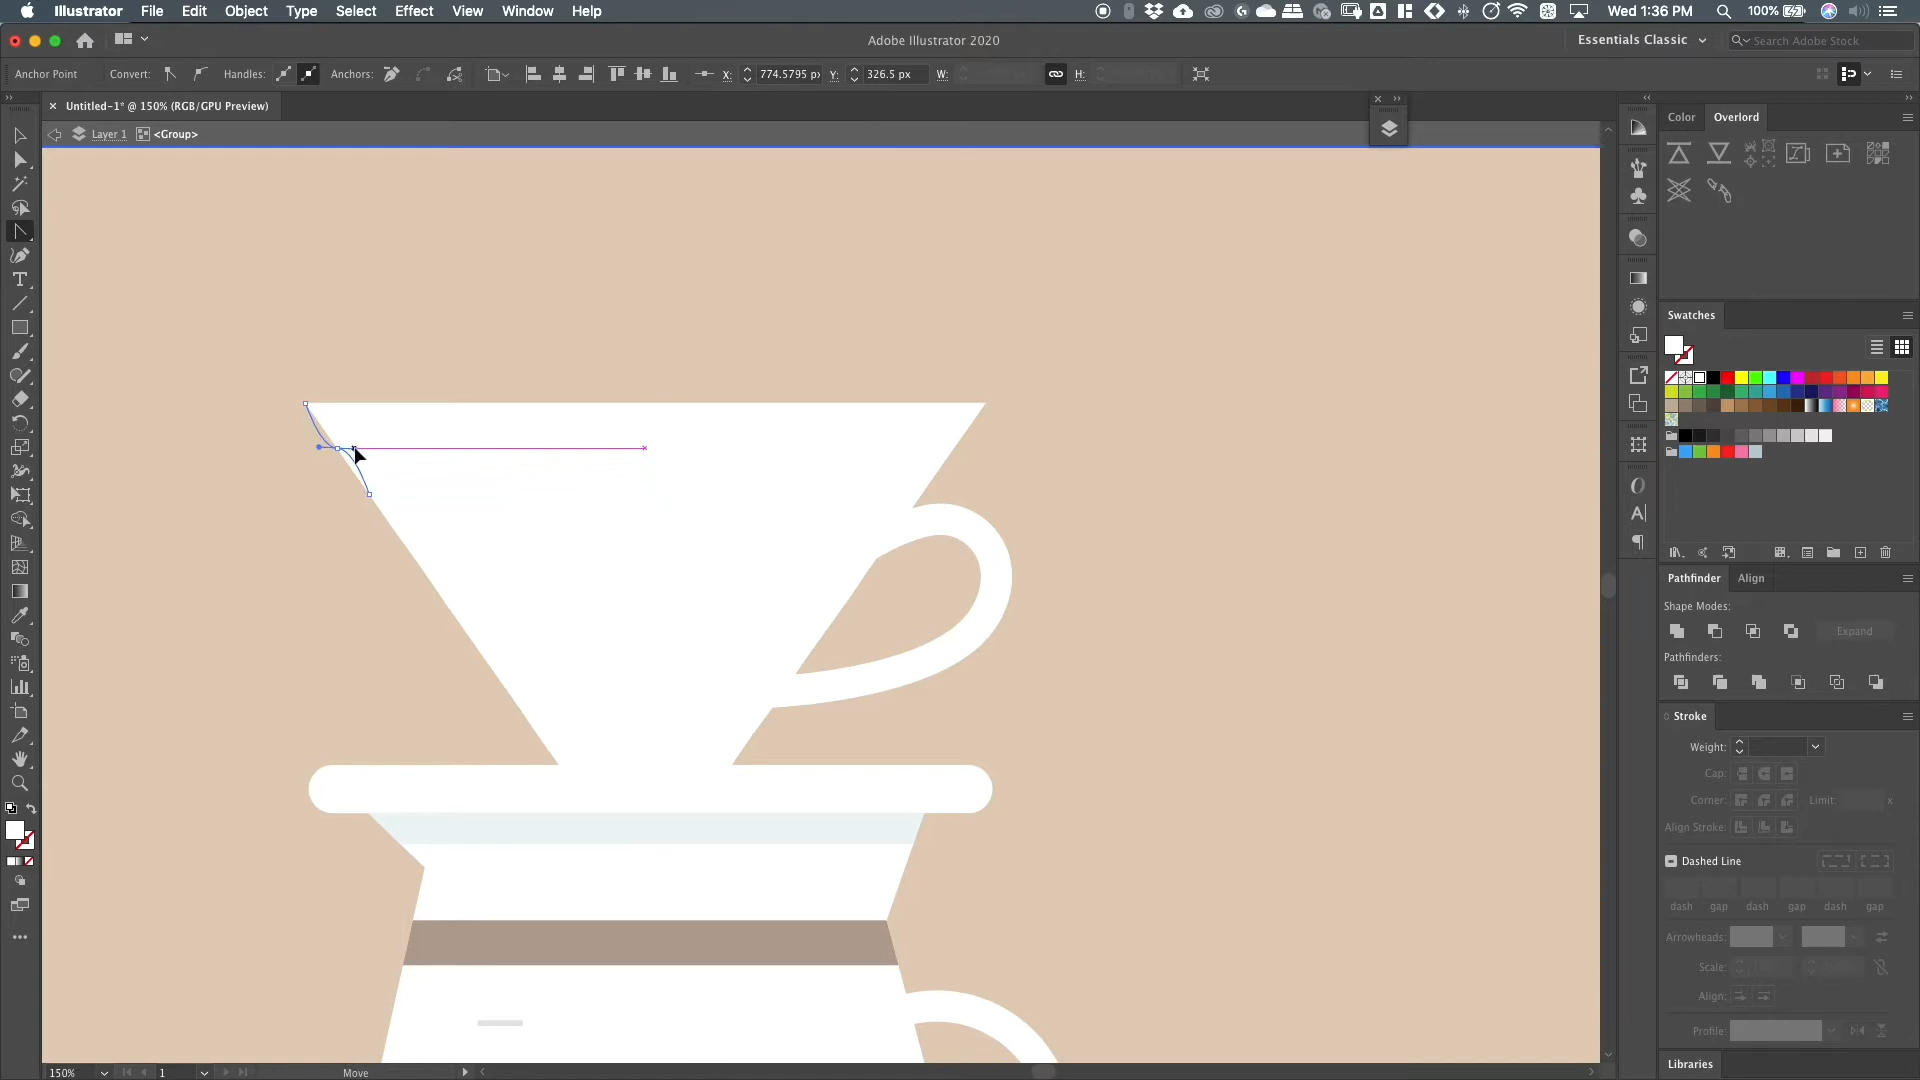 Illustrator File Edit Object Type Select Effect View Window Help
100% Wed 1:36 PM
Adobe Illustrator 2020
Essentials Classic
Search Adobe Stock
Anchor Point Convert: Handles: Anchors: X: 774.5795 px Y: 326.5 px W: H:
Untitled-1* @ 150% (RGB/GPU Preview)
Layer 1 <Group>
Color Overlord
Swatches
Pathfinder Align
Shape Modes:
Expand
Pathfinders:
Stroke
Weight:
Cap:
Corner: Limit: x
Align Stroke:
Dashed Line
dash gap dash gap dash gap
Arrowheads:
Scale:
Align:
Profile:
Libraries
150% 1 Move